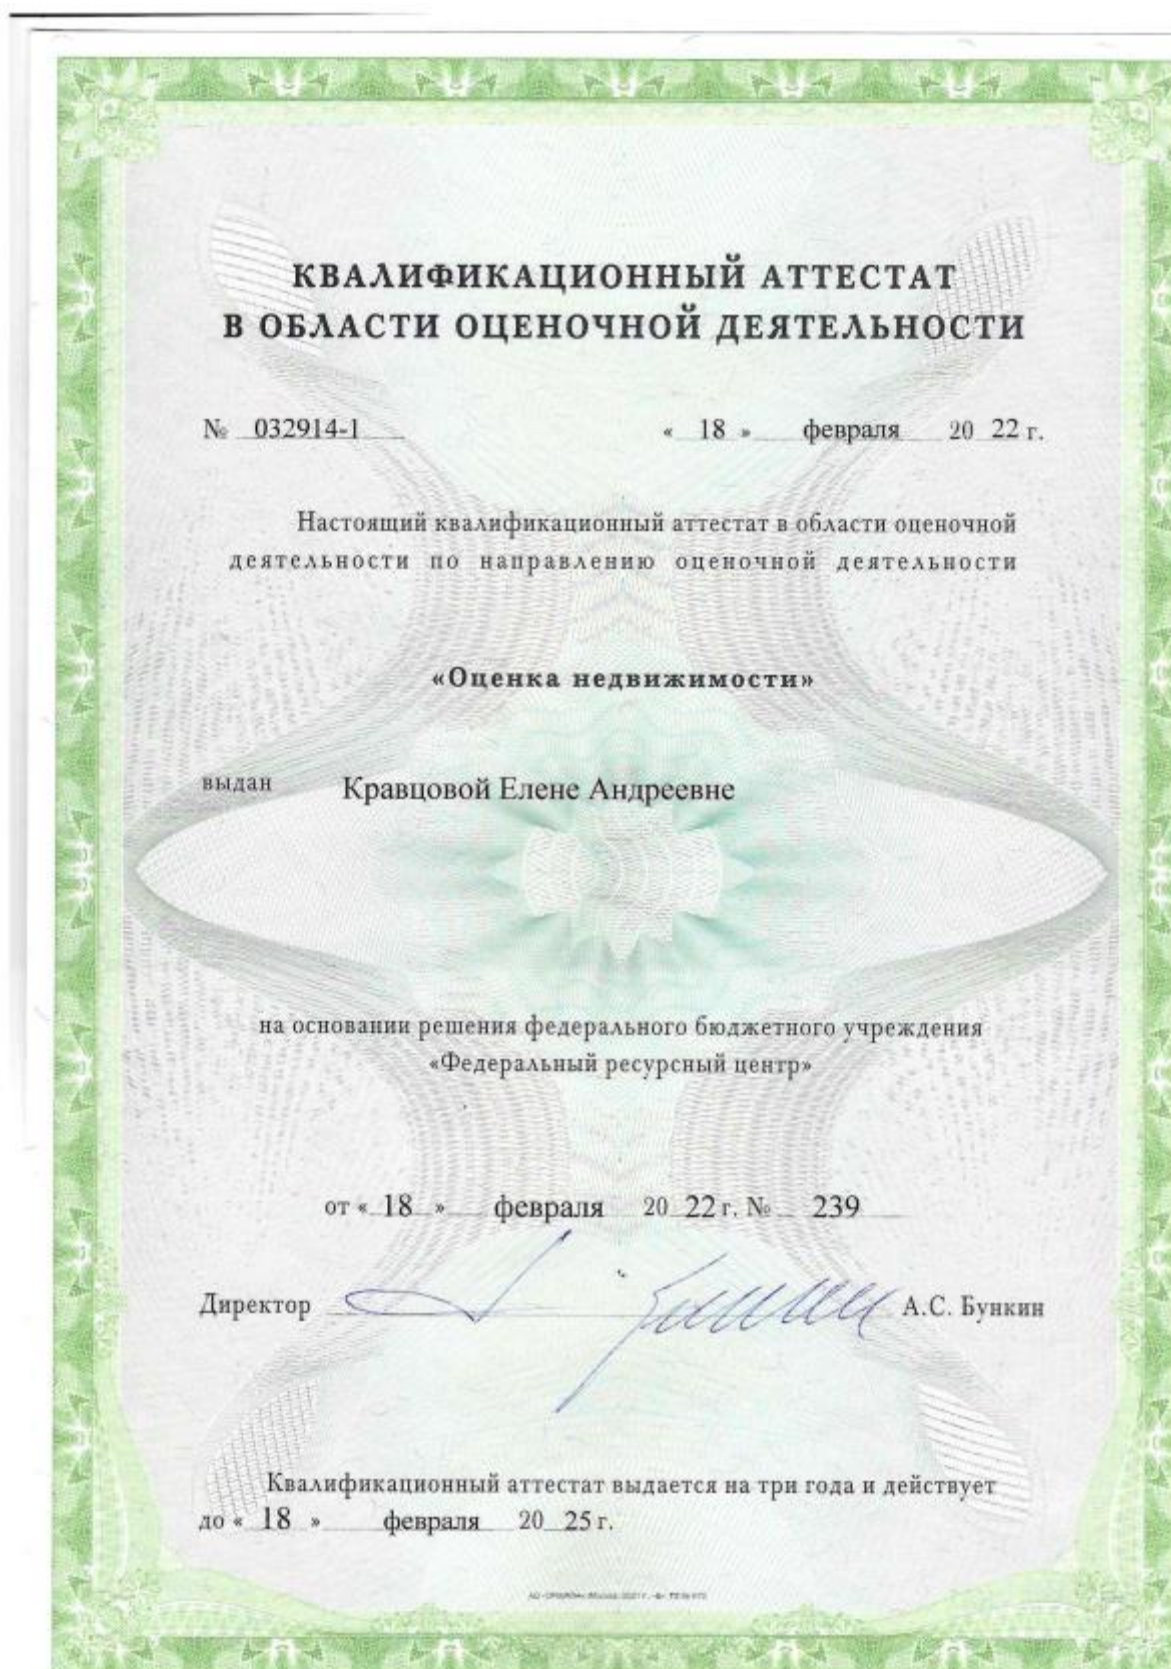 КВАЛИФИКАЦИОННЫЙ АТТЕСТАТ
В ОБЛАСТИ ОЦЕНОЧНОЙ ДЕЯТЕЛЬНОСТИ
№ 032914-1 « 18 » февраля 20 22 г.
Настоящий квалификационный аттестат в области оценочной
деятельности по направлению оценочной деятельности
«Оценка недвижимости»
выдан Кравцовой Елене Андреевне
на основании решения федерального бюджетного учреждения
«Федеральный ресурсный центр»
от « 18 » февраля 20 22 г. № 239
Директор А.С. Бункин
Квалификационный аттестат выдается на три года и действует
до « 18 » февраля 20 25 г.